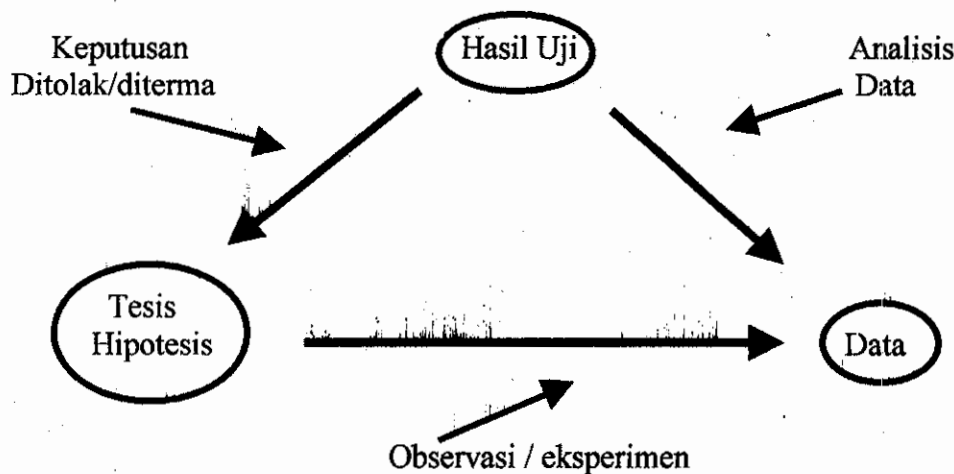 Keputusan
Ditolak/diterma
Hasil Uji
Analisis
Data
Tesis
Hipotesis
Data
Observasi / eksperimen